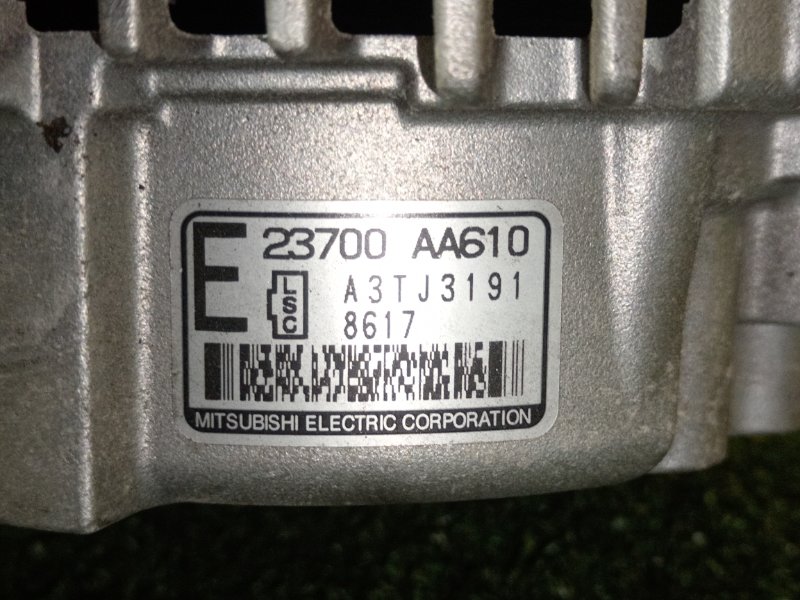 E 23700 AA610
LSC A3TJ3191
8617
MITSUBISHI ELECTRIC CORPORATION